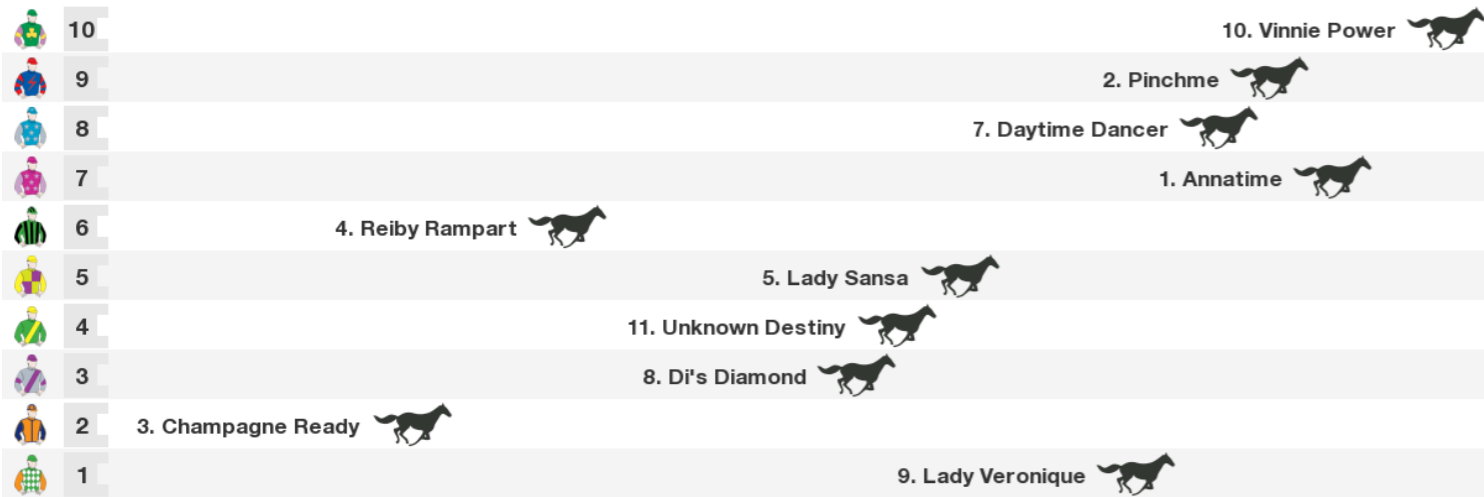 10 10. Vinnie Power
9 2. Pinchme
8 7. Daytime Dancer
7 1. Annatime
6 4. Reiby Rampart
5 5. Lady Sansa
4 11. Unknown Destiny
3 8. Di's Diamond
2 3. Champagne Ready
1 9. Lady Veronique